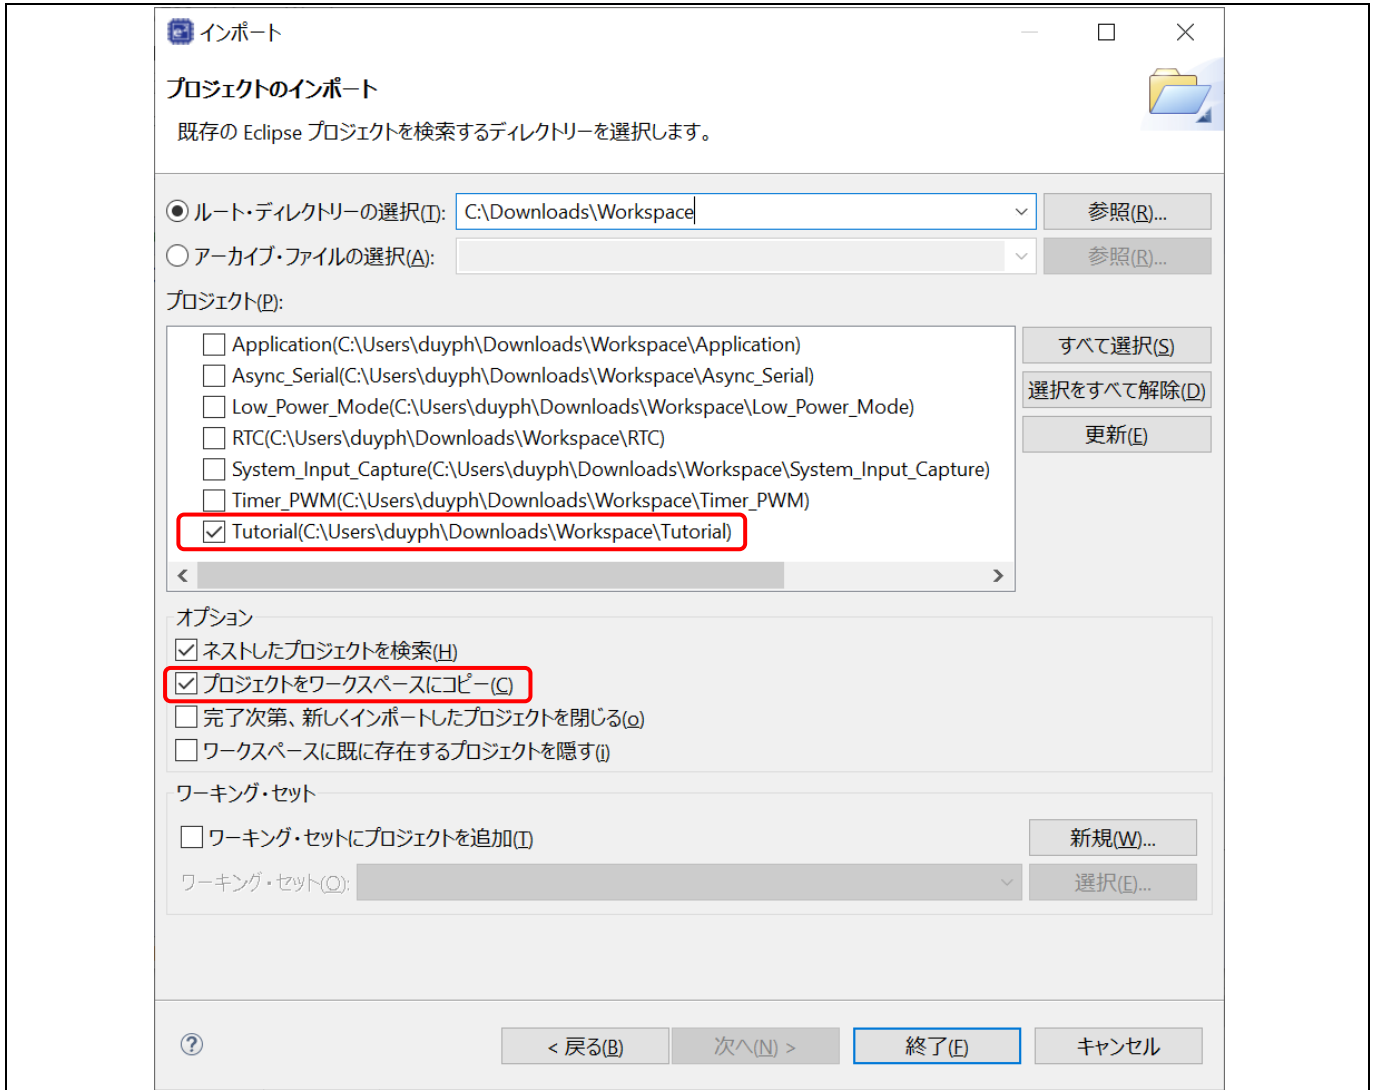 インポート
プロジェクトのインポート
既存の Eclipse プロジェクトを検索するディレクトリーを選択します。
ルート・ディレクトリーの選択(T): C:\Downloads\Workspace 参照(R)...
アーカイブ・ファイルの選択(A): 参照(R)...
プロジェクト(P):
Application(C:\Users\duyph\Downloads\Workspace\Application) すべて選択(S)
Async_Serial(C:\Users\duyph\Downloads\Workspace\Async_Serial)
選択をすべて解除(D)
Low_Power_Mode(C:\Users\duyph\Downloads\Workspace\Low_Power_Mode)
RTC(C:\Users\duyph\Downloads\Workspace\RTC) 更新(E)
System_Input_Capture(C:\Users\duyph\Downloads\Workspace\System_Input_Capture)
Timer_PWM(C:\Users\duyph\Downloads\Workspace\Timer_PWM)
Tutorial(C:\Users\duyph\Downloads\Workspace\Tutorial)
オプション
ネストしたプロジェクトを検索(H)
プロジェクトをワークスペースにコピー(C)
完了次第、新しくインポートしたプロジェクトを閉じる(o)
ワークスペースに既に存在するプロジェクトを隠す(i)
ワーキング・セット
ワーキング・セットにプロジェクトを追加(T) 新規(W)...
ワーキング・セット(O): 選択(E)...
< 戻る(B) 次へ(N) > 終了(F) キャンセル